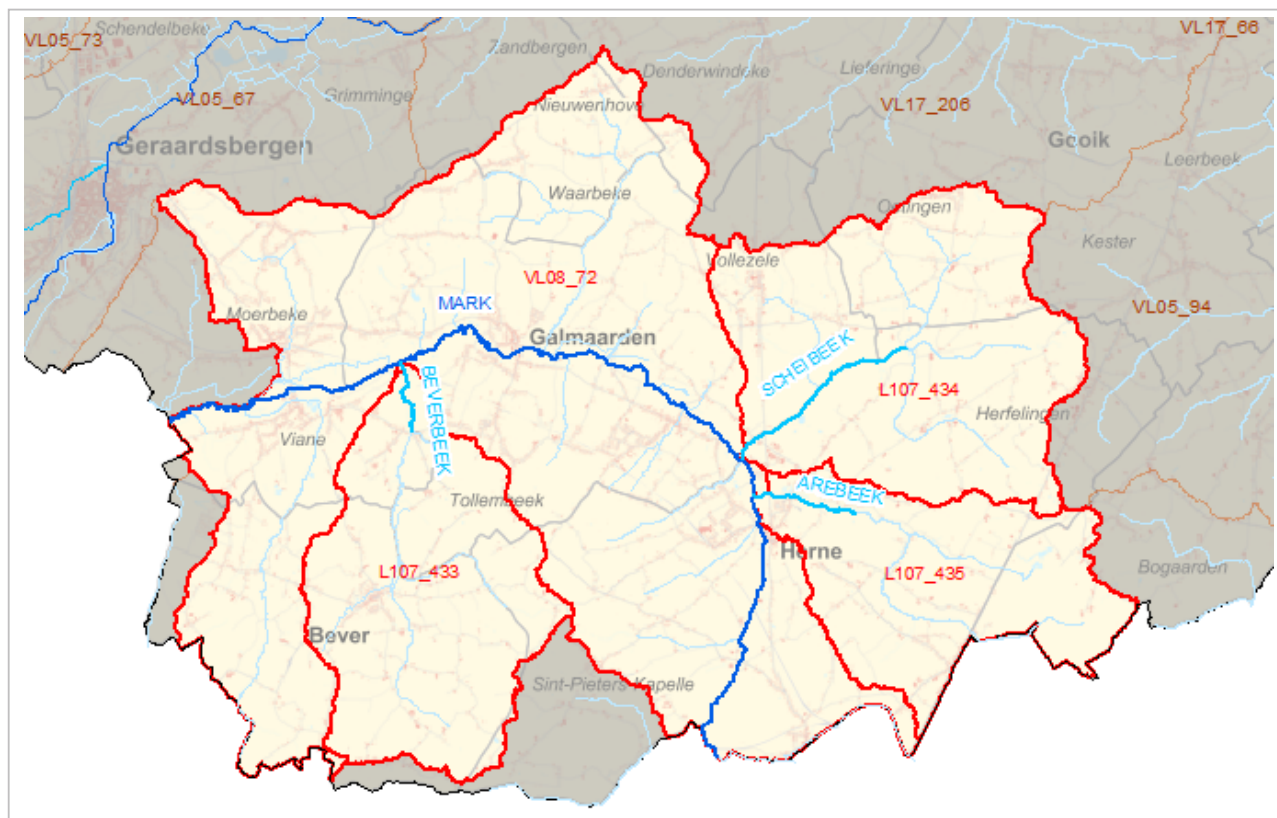 Schendelbeke
VL05_73
Zandbergen
VL17_66
Denderwindeke
Lieferinge
VL05_67
Grimminge
Nieuwenhove
VL17_206
Geraardsbergen
Gooik
Leerbeek
Waarbeke
Oetingen
Kester
Vollezele
VL08_72
MARK
VL05_94
Moerbeke
Galmaarden
SCHEIBEEK
BEVERBEEK
L107_434
Herfelingen
Viane
AREBEEK
Tollembeek
Herne
L107_433
L107_435
Bogaarden
Bever
Sint-Pieters-Kapelle